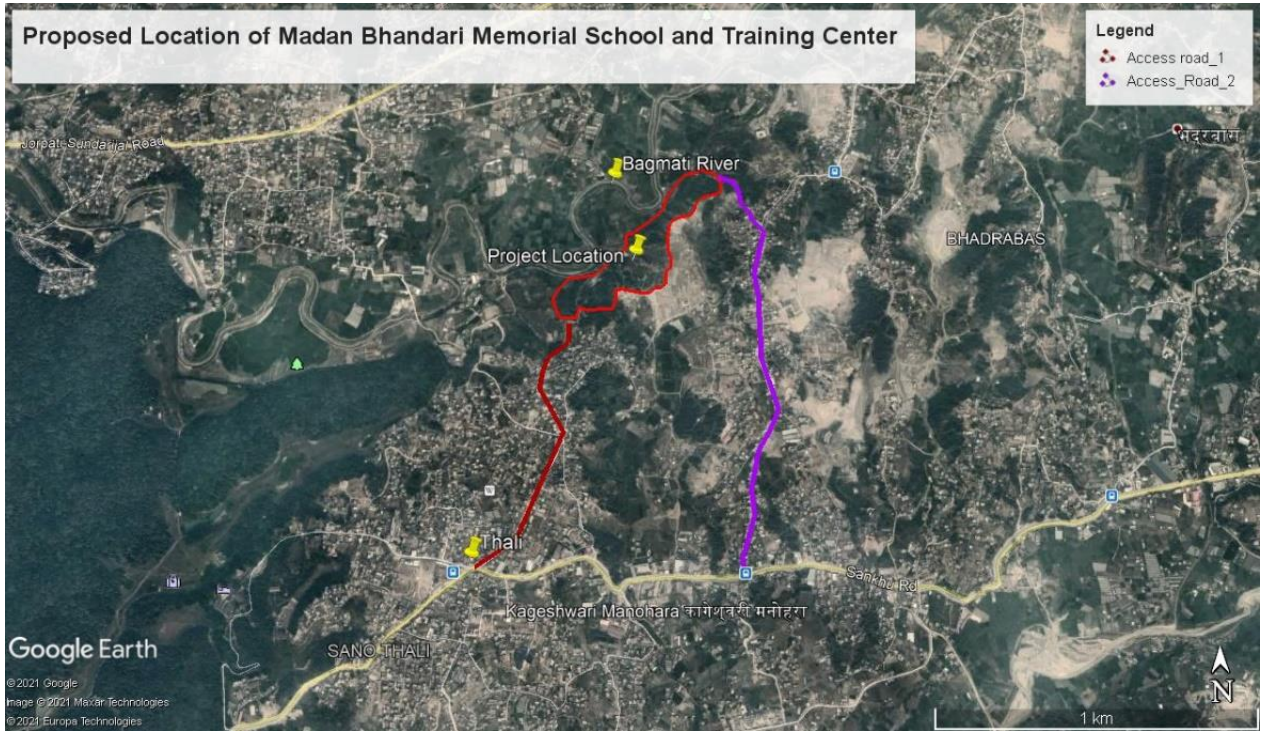 Proposed Location of Madan Bhandari Memorial School and Training Center
Legend
Access road_1
Access_Road_2
Jorpati-Sundarijal Road
भद्रबास
Bagmati River
BHADRABAS
Project Location
Thali
Sankhu Rd
Kageshwari Manohara कागेश्वरी मनोहरा
SANO THALI
Google Earth
© 2021 Google
Image © 2021 Maxar Technologies
© 2021 Europa Technologies
N
1 km